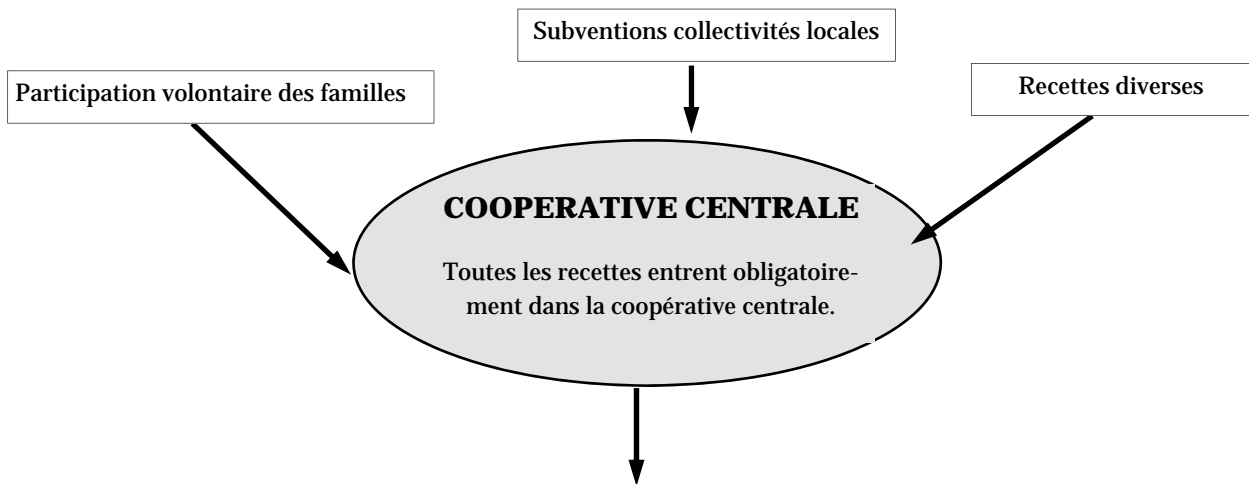 Subventions collectivités locales
Participation volontaire des familles
Recettes diverses
COOPERATIVE CENTRALE
Toutes les recettes entrent obligatoire-
ment dans la coopérative centrale.